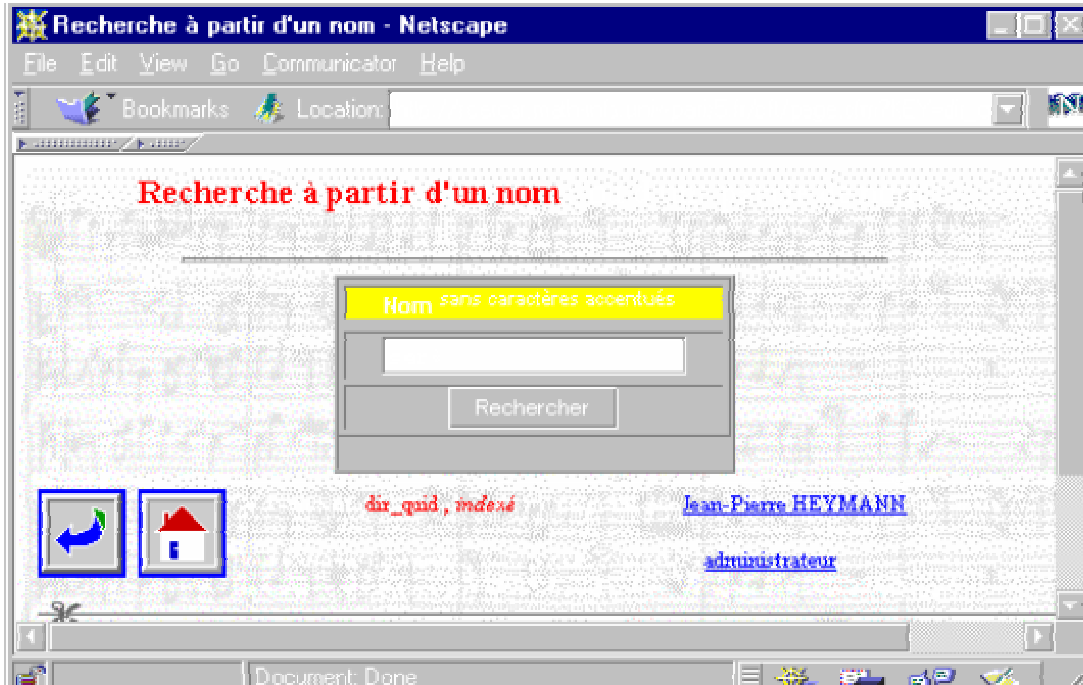 Recherche à partir d'un nom - Netscape
File Edit View Go Communicator Help
Bookmarks Location:
N
Recherche à partir d'un nom
Nom sans caractères accentués
Rechercher
dir_quid , indexé
Jean-Pierre HEYMANN
administrateur
Document: Done